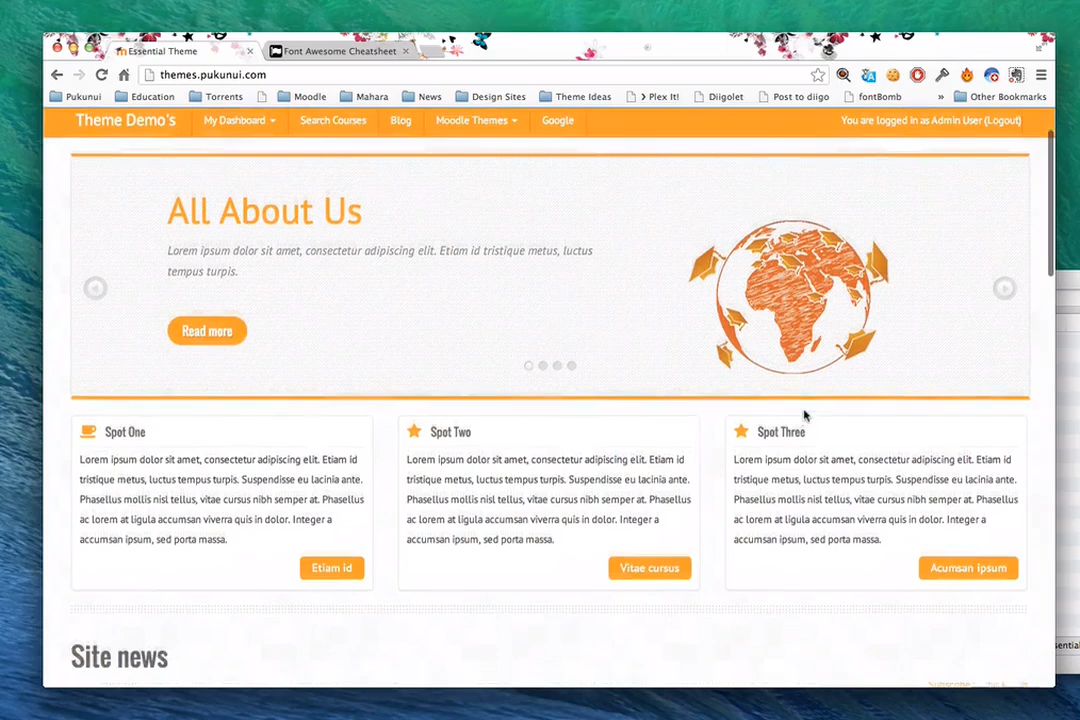 Essential Theme
Font Awesome Cheatsheet
themes.pukunui.com
Pukunui
Education
Torrents
Moodle
Mahara
News
Design Sites
Theme Ideas
> Plex It!
Diigolet
Post to diigo
fontBomb
»
Other Bookmarks
Theme Demo's
My Dashboard
Search Courses
Blog
Moodle Themes
Google
You are logged in as Admin User (Logout)
All About Us
Lorem ipsum dolor sit amet, consectetur adipiscing elit. Etiam id tristique metus, luctus
tempus turpis.
Read more
Spot One
Lorem ipsum dolor sit amet, consectetur adipiscing elit. Etiam id
tristique metus, luctus tempus turpis. Suspendisse eu lacinia ante.
Phasellus mollis nisl tellus, vitae cursus nibh semper at. Phasellus
ac lorem at ligula accumsan viverra quis in dolor. Integer a
accumsan ipsum, sed porta massa.
Etiam id
Spot Two
Lorem ipsum dolor sit amet, consectetur adipiscing elit. Etiam id
tristique metus, luctus tempus turpis. Suspendisse eu lacinia ante.
Phasellus mollis nisl tellus, vitae cursus nibh semper at. Phasellus
ac lorem at ligula accumsan viverra quis in dolor. Integer a
accumsan ipsum, sed porta massa.
Vitae cursus
Spot Three
Lorem ipsum dolor sit amet, consectetur adipiscing elit. Etiam id
tristique metus, luctus tempus turpis. Suspendisse eu lacinia ante.
Phasellus mollis nisl tellus, vitae cursus nibh semper at. Phasellus
ac lorem at ligula accumsan viverra quis in dolor. Integer a
accumsan ipsum, sed porta massa.
Acumsan ipsum
Site news